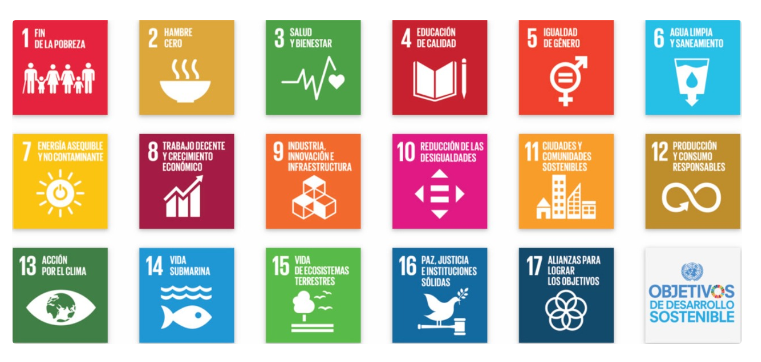 1 FIN
DE LA POBREZA
2 HAMBRE
CERO
3 SALUD
Y BIENESTAR
4 EDUCACIÓN
DE CALIDAD
5 IGUALDAD
DE GÉNERO
6 AGUA LIMPIA
Y SANEAMIENTO
7 ENERGÍA ASEQUIBLE
Y NO CONTAMINANTE
8 TRABAJO DECENTE
Y CRECIMIENTO
ECONÓMICO
9 INDUSTRIA,
INNOVACIÓN E
INFRAESTRUCTURA
10 REDUCCIÓN DE LAS
DESIGUALDADES
11 CIUDADES Y
COMUNIDADES
SOSTENIBLES
12 PRODUCCIÓN
Y CONSUMO
RESPONSABLES
13 ACCIÓN
POR EL CLIMA
14 VIDA
SUBMARINA
15 VIDA
DE ECOSISTEMAS
TERRESTRES
16 PAZ, JUSTICIA
E INSTITUCIONES
SÓLIDAS
17 ALIANZAS PARA
LOGRAR
LOS OBJETIVOS
OBJETIVOS
DE DESARROLLO
SOSTENIBLE